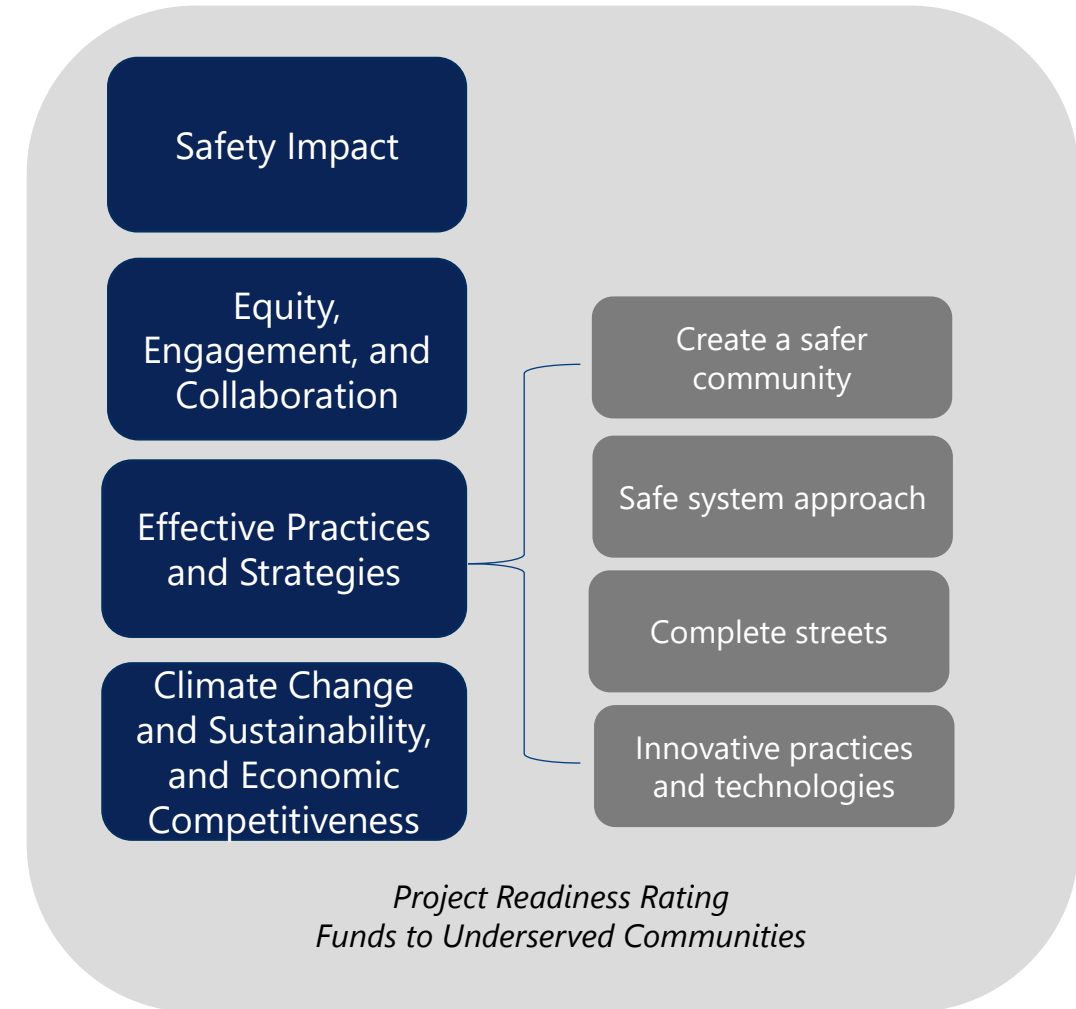 Safety Impact
Equity,
Engagement, and
Collaboration
Effective Practices
and Strategies
Climate Change
and Sustainability,
and Economic
Competitiveness
Create a safer
community
Safe system approach
Complete streets
Innovative practices
and technologies
Project Readiness Rating
Funds to Underserved Communities